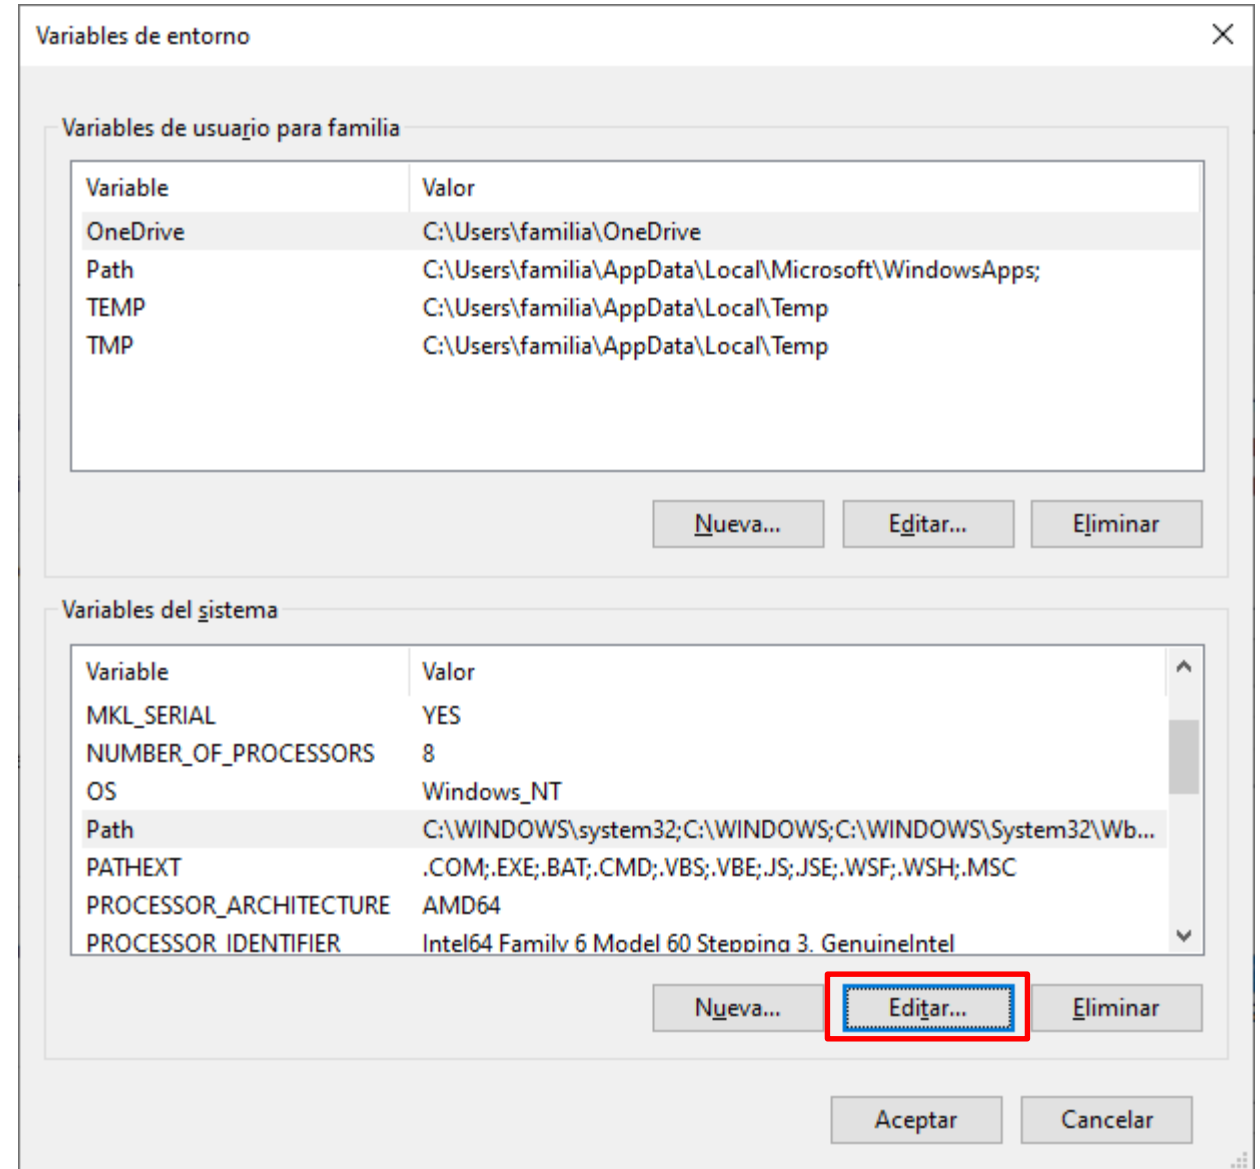 Variables de entorno
Variables de usuario para familia
Variable Valor
OneDrive C:\Users\familia\OneDrive
Path C:\Users\familia\AppData\Local\Microsoft\WindowsApps;
TEMP C:\Users\familia\AppData\Local\Temp
TMP C:\Users\familia\AppData\Local\Temp
Nueva... Editar... Eliminar
Variables del sistema
Variable Valor
MKL_SERIAL YES
NUMBER_OF_PROCESSORS 8
OS Windows_NT
Path C:\WINDOWS\system32;C:\WINDOWS;C:\WINDOWS\System32\Wb...
PATHEXT .COM;.EXE;.BAT;.CMD;.VBS;.VBE;.JS;.JSE;.WSF;.WSH;.MSC
PROCESSOR_ARCHITECTURE AMD64
PROCESSOR_IDENTIFIER Intel64 Family 6 Model 60 Stepping 3, GenuineIntel
Nueva... Editar... Eliminar
Aceptar Cancelar